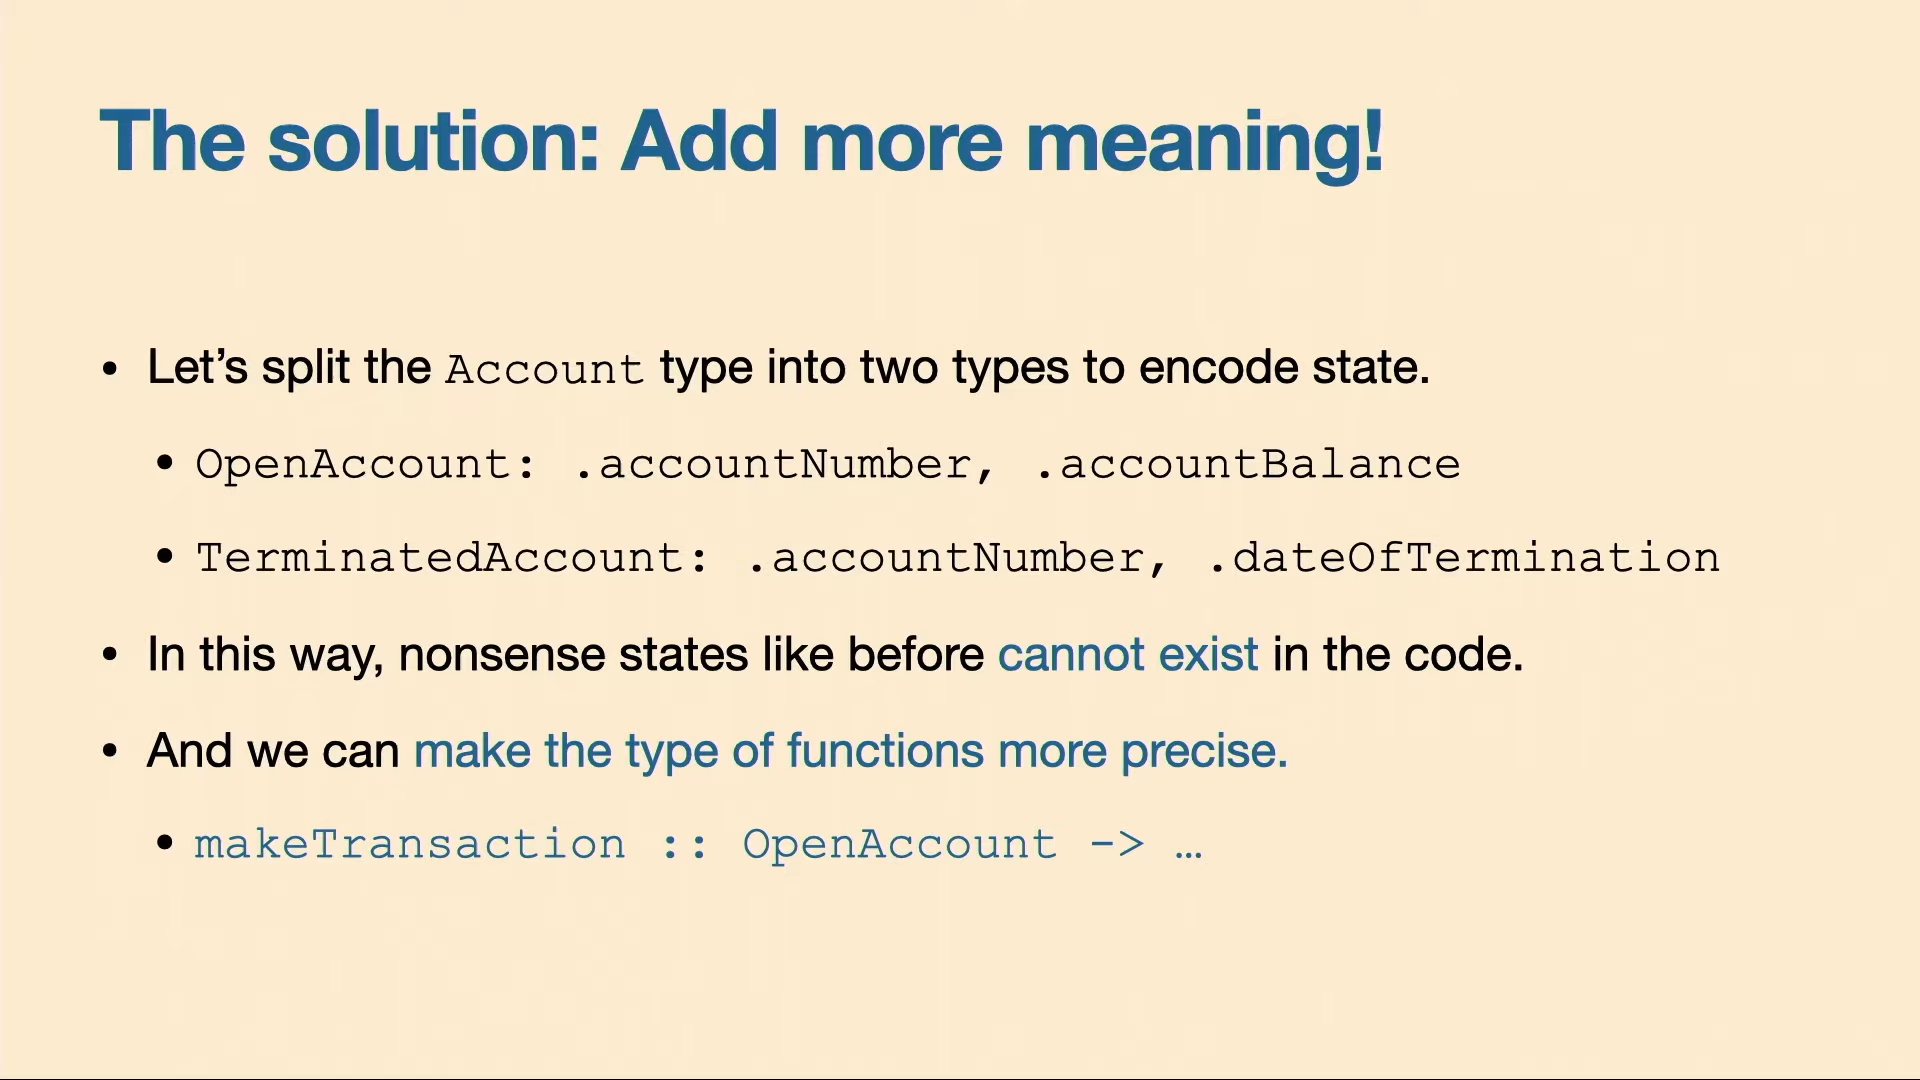 The solution: Add more meaning!
• Let’s split the Account type into two types to encode state.
• OpenAccount: .accountNumber, .accountBalance
• TerminatedAccount: .accountNumber, .dateOfTermination
• In this way, nonsense states like before cannot exist in the code.
• And we can make the type of functions more precise.
• makeTransaction :: OpenAccount -> …